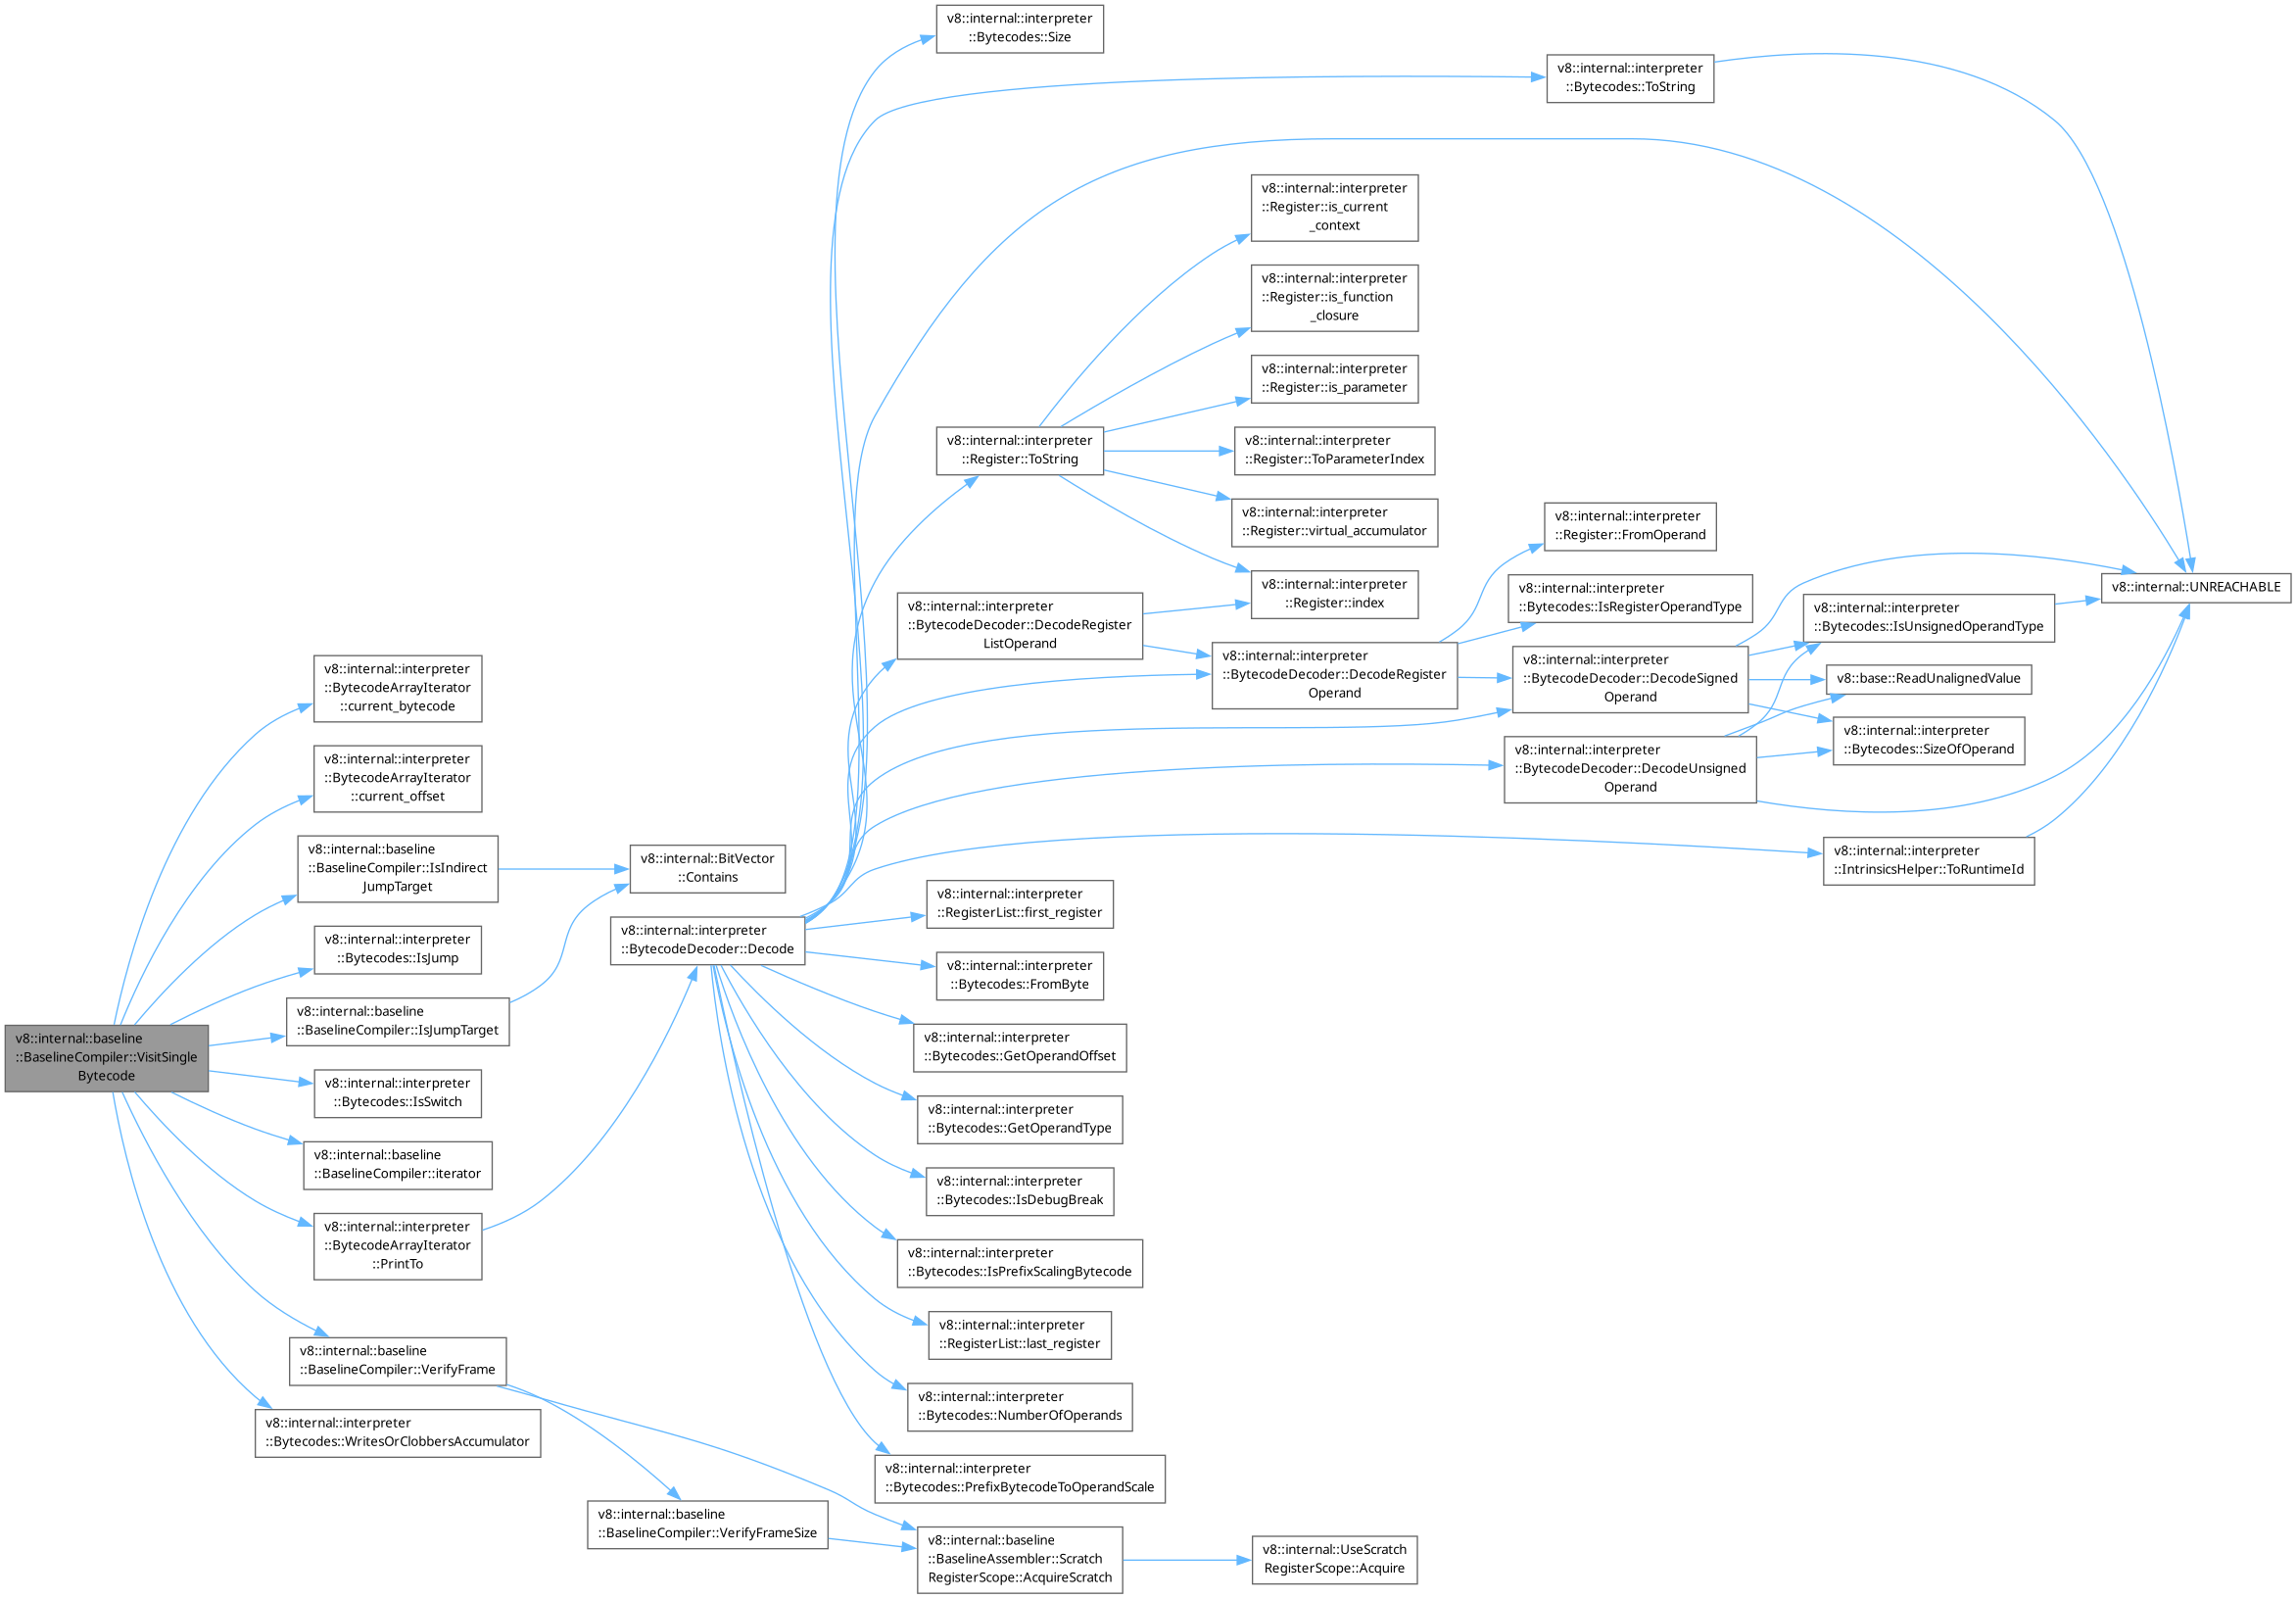 v8::internal::interpreter
::Bytecodes::Size
v8::internal::interpreter
::Bytecodes::ToString
v8::internal::interpreter
::Register::is_current
_context
v8::internal::interpreter
::Register::is_function
_closure
v8::internal::interpreter
::Register::is_parameter
v8::internal::interpreter
::Register::ToString
v8::internal::interpreter
::Register::ToParameterIndex
v8::internal::interpreter
::Register::virtual_accumulator
v8::internal::interpreter
::Register::FromOperand
v8::internal::interpreter
::Register::index
v8::internal::interpreter
::Bytecodes::IsRegisterOperandType
v8::internal::UNREACHABLE
v8::internal::interpreter
::BytecodeDecoder::DecodeRegister
ListOperand
v8::internal::interpreter
::Bytecodes::IsUnsignedOperandType
v8::internal::interpreter
::BytecodeDecoder::DecodeRegister
Operand
v8::internal::interpreter
::BytecodeDecoder::DecodeSigned
Operand
v8::base::ReadUnalignedValue
v8::internal::interpreter
::BytecodeArrayIterator
::current_bytecode
v8::internal::interpreter
::Bytecodes::SizeOfOperand
v8::internal::interpreter
::BytecodeDecoder::DecodeUnsigned
Operand
v8::internal::interpreter
::BytecodeArrayIterator
::current_offset
v8::internal::baseline
::BaselineCompiler::IsIndirect
JumpTarget
v8::internal::BitVector
::Contains
v8::internal::interpreter
::IntrinsicsHelper::ToRuntimeId
v8::internal::interpreter
::RegisterList::first_register
v8::internal::interpreter
::BytecodeDecoder::Decode
v8::internal::interpreter
::Bytecodes::IsJump
v8::internal::interpreter
::Bytecodes::FromByte
v8::internal::baseline
::BaselineCompiler::IsJumpTarget
v8::internal::interpreter
::Bytecodes::GetOperandOffset
v8::internal::baseline
::BaselineCompiler::VisitSingle
Bytecode
v8::internal::interpreter
::Bytecodes::IsSwitch
v8::internal::interpreter
::Bytecodes::GetOperandType
v8::internal::baseline
::BaselineCompiler::iterator
v8::internal::interpreter
::Bytecodes::IsDebugBreak
v8::internal::interpreter
::BytecodeArrayIterator
::PrintTo
v8::internal::interpreter
::Bytecodes::IsPrefixScalingBytecode
v8::internal::interpreter
::RegisterList::last_register
v8::internal::baseline
::BaselineCompiler::VerifyFrame
v8::internal::interpreter
::Bytecodes::NumberOfOperands
v8::internal::interpreter
::Bytecodes::WritesOrClobbersAccumulator
v8::internal::interpreter
::Bytecodes::PrefixBytecodeToOperandScale
v8::internal::baseline
::BaselineCompiler::VerifyFrameSize
v8::internal::baseline
::BaselineAssembler::Scratch
RegisterScope::AcquireScratch
v8::internal::UseScratch
RegisterScope::Acquire